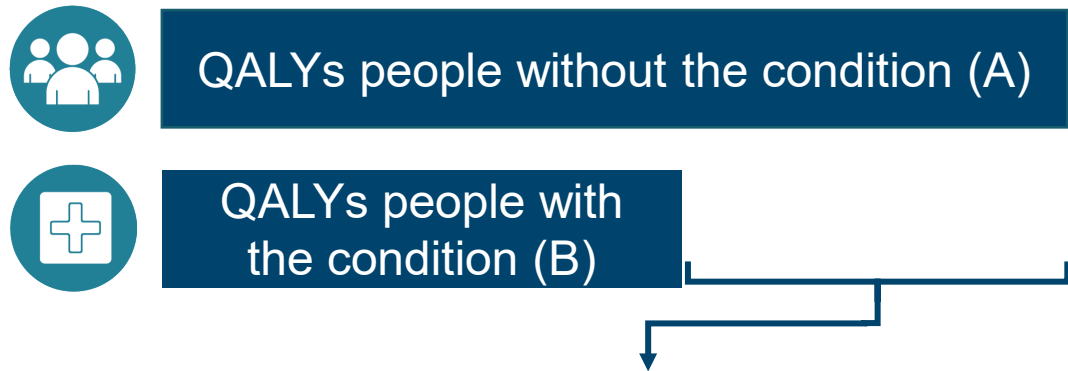 QALYs people without the condition (A)
QALYs people with
the condition (B)